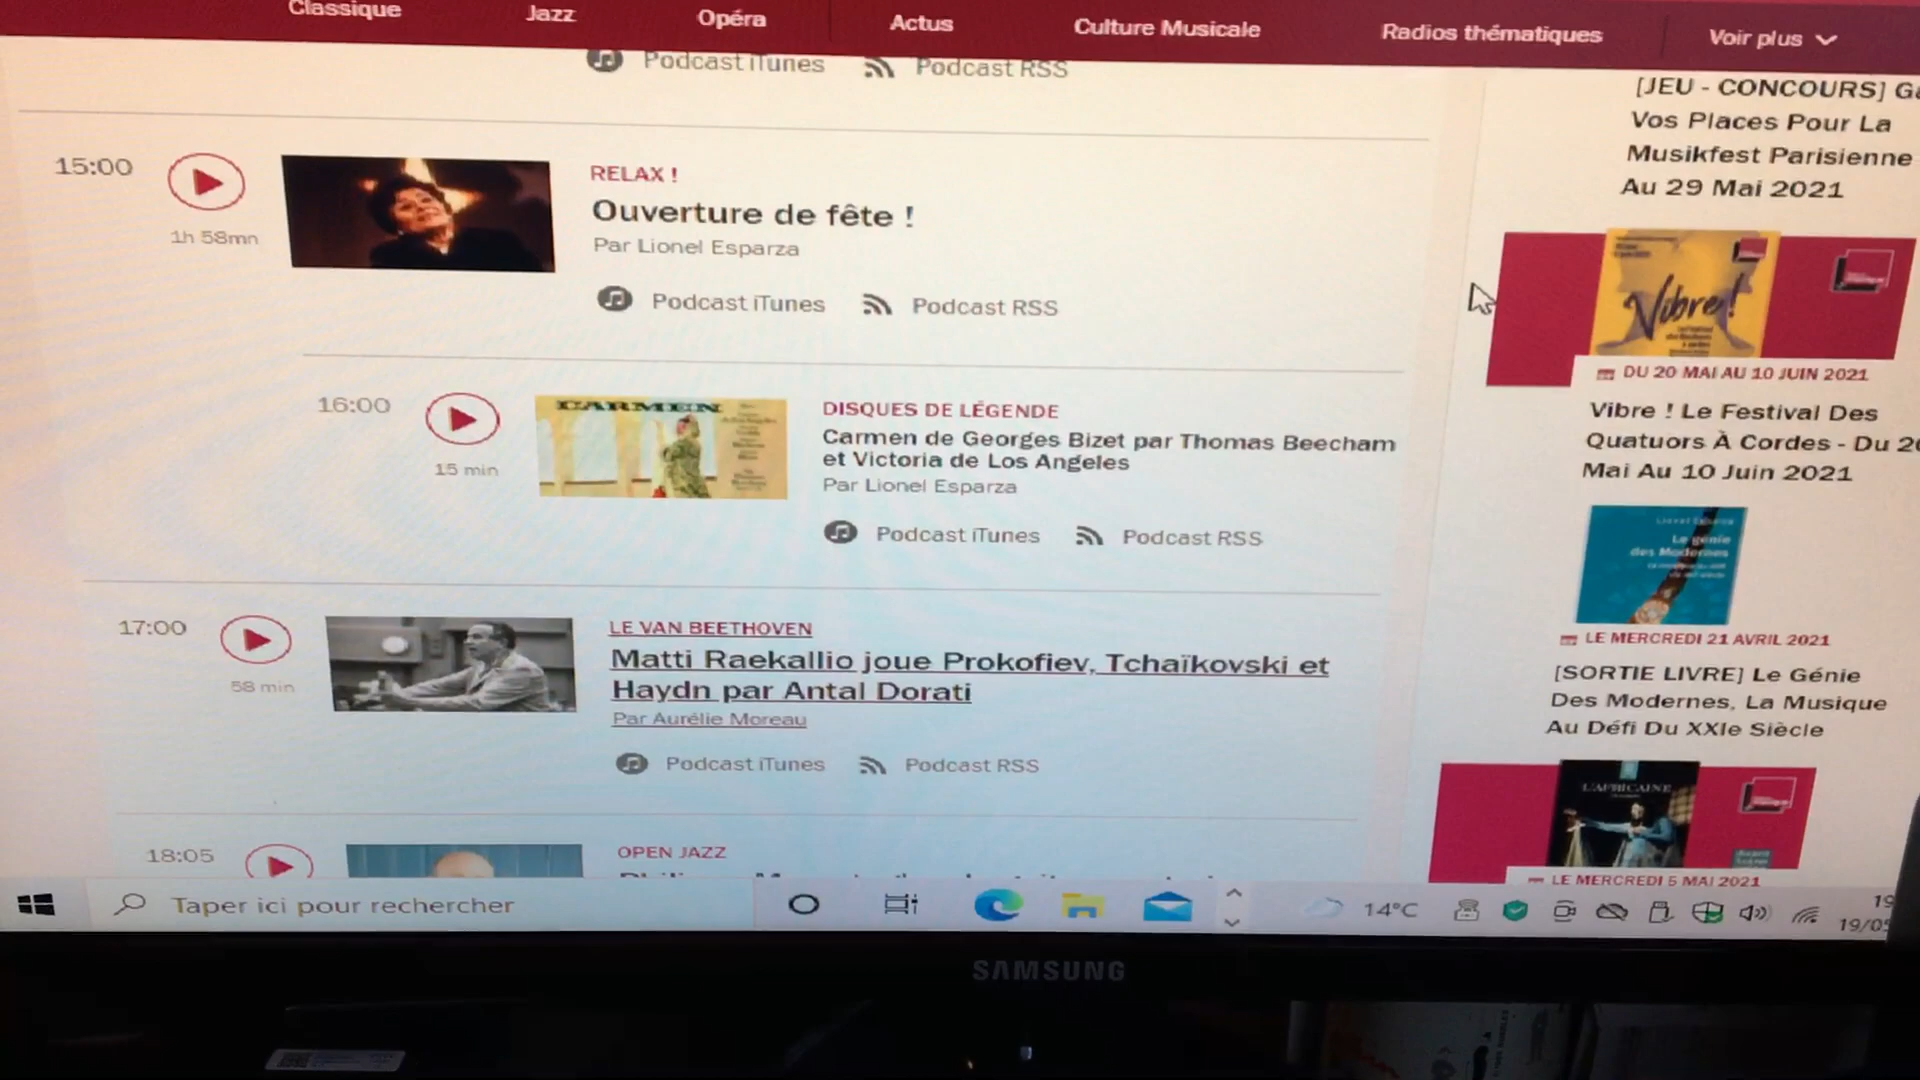 Classique
Jazz
Opéra
Actus
Culture Musicale
Radios thématiques
Voir plus
Podcast iTunes
Podcast RSS
15:00
1h 58mn
RELAX !
Ouverture de fête !
Par Lionel Esparza
Podcast iTunes
Podcast RSS
16:00
15 min
CARMEN
DISQUES DE LÉGENDE
Carmen de Georges Bizet par Thomas Beecham
et Victoria de Los Angeles
Par Lionel Esparza
Podcast iTunes
Podcast RSS
17:00
58 min
LE VAN BEETHOVEN
Matti Raekallio joue Prokofiev, Tchaïkovski et
Haydn par Antal Dorati
Par Aurélie Moreau
Podcast iTunes
Podcast RSS
18:05
OPEN JAZZ
[JEU - CONCOURS]
Vos Places Pour La
Musikfest Parisienne
Au 29 Mai 2021
Vibre !
DU 20 MAI AU 10 JUIN 2021
Vibre ! Le Festival Des
Quatuors À Cordes - Du
Mai Au 10 Juin 2021
Le génie
des Modernes
LE MERCREDI 21 AVRIL 2021
[SORTIE LIVRE] Le Génie
Des Modernes, La Musique
Au Défi Du XXIe Siècle
L'AFRICAINE
LE MERCREDI 5 MAI 2021
Taper ici pour rechercher
14°C
SAMSUNG